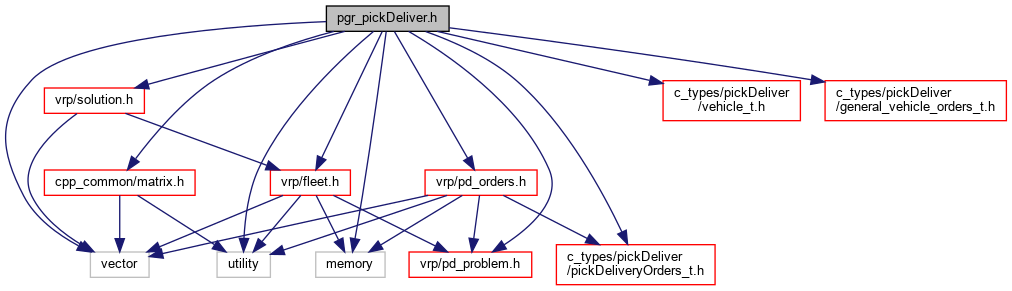 pgr_pickDeliver.h
vrp/solution.h
c_types/pickDeliver
/vehicle_t.h
c_types/pickDeliver
/general_vehicle_orders_t.h
cpp_common/matrix.h
vrp/fleet.h
vrp/pd_orders.h
vector
utility
memory
vrp/pd_problem.h
c_types/pickDeliver
/pickDeliveryOrders_t.h